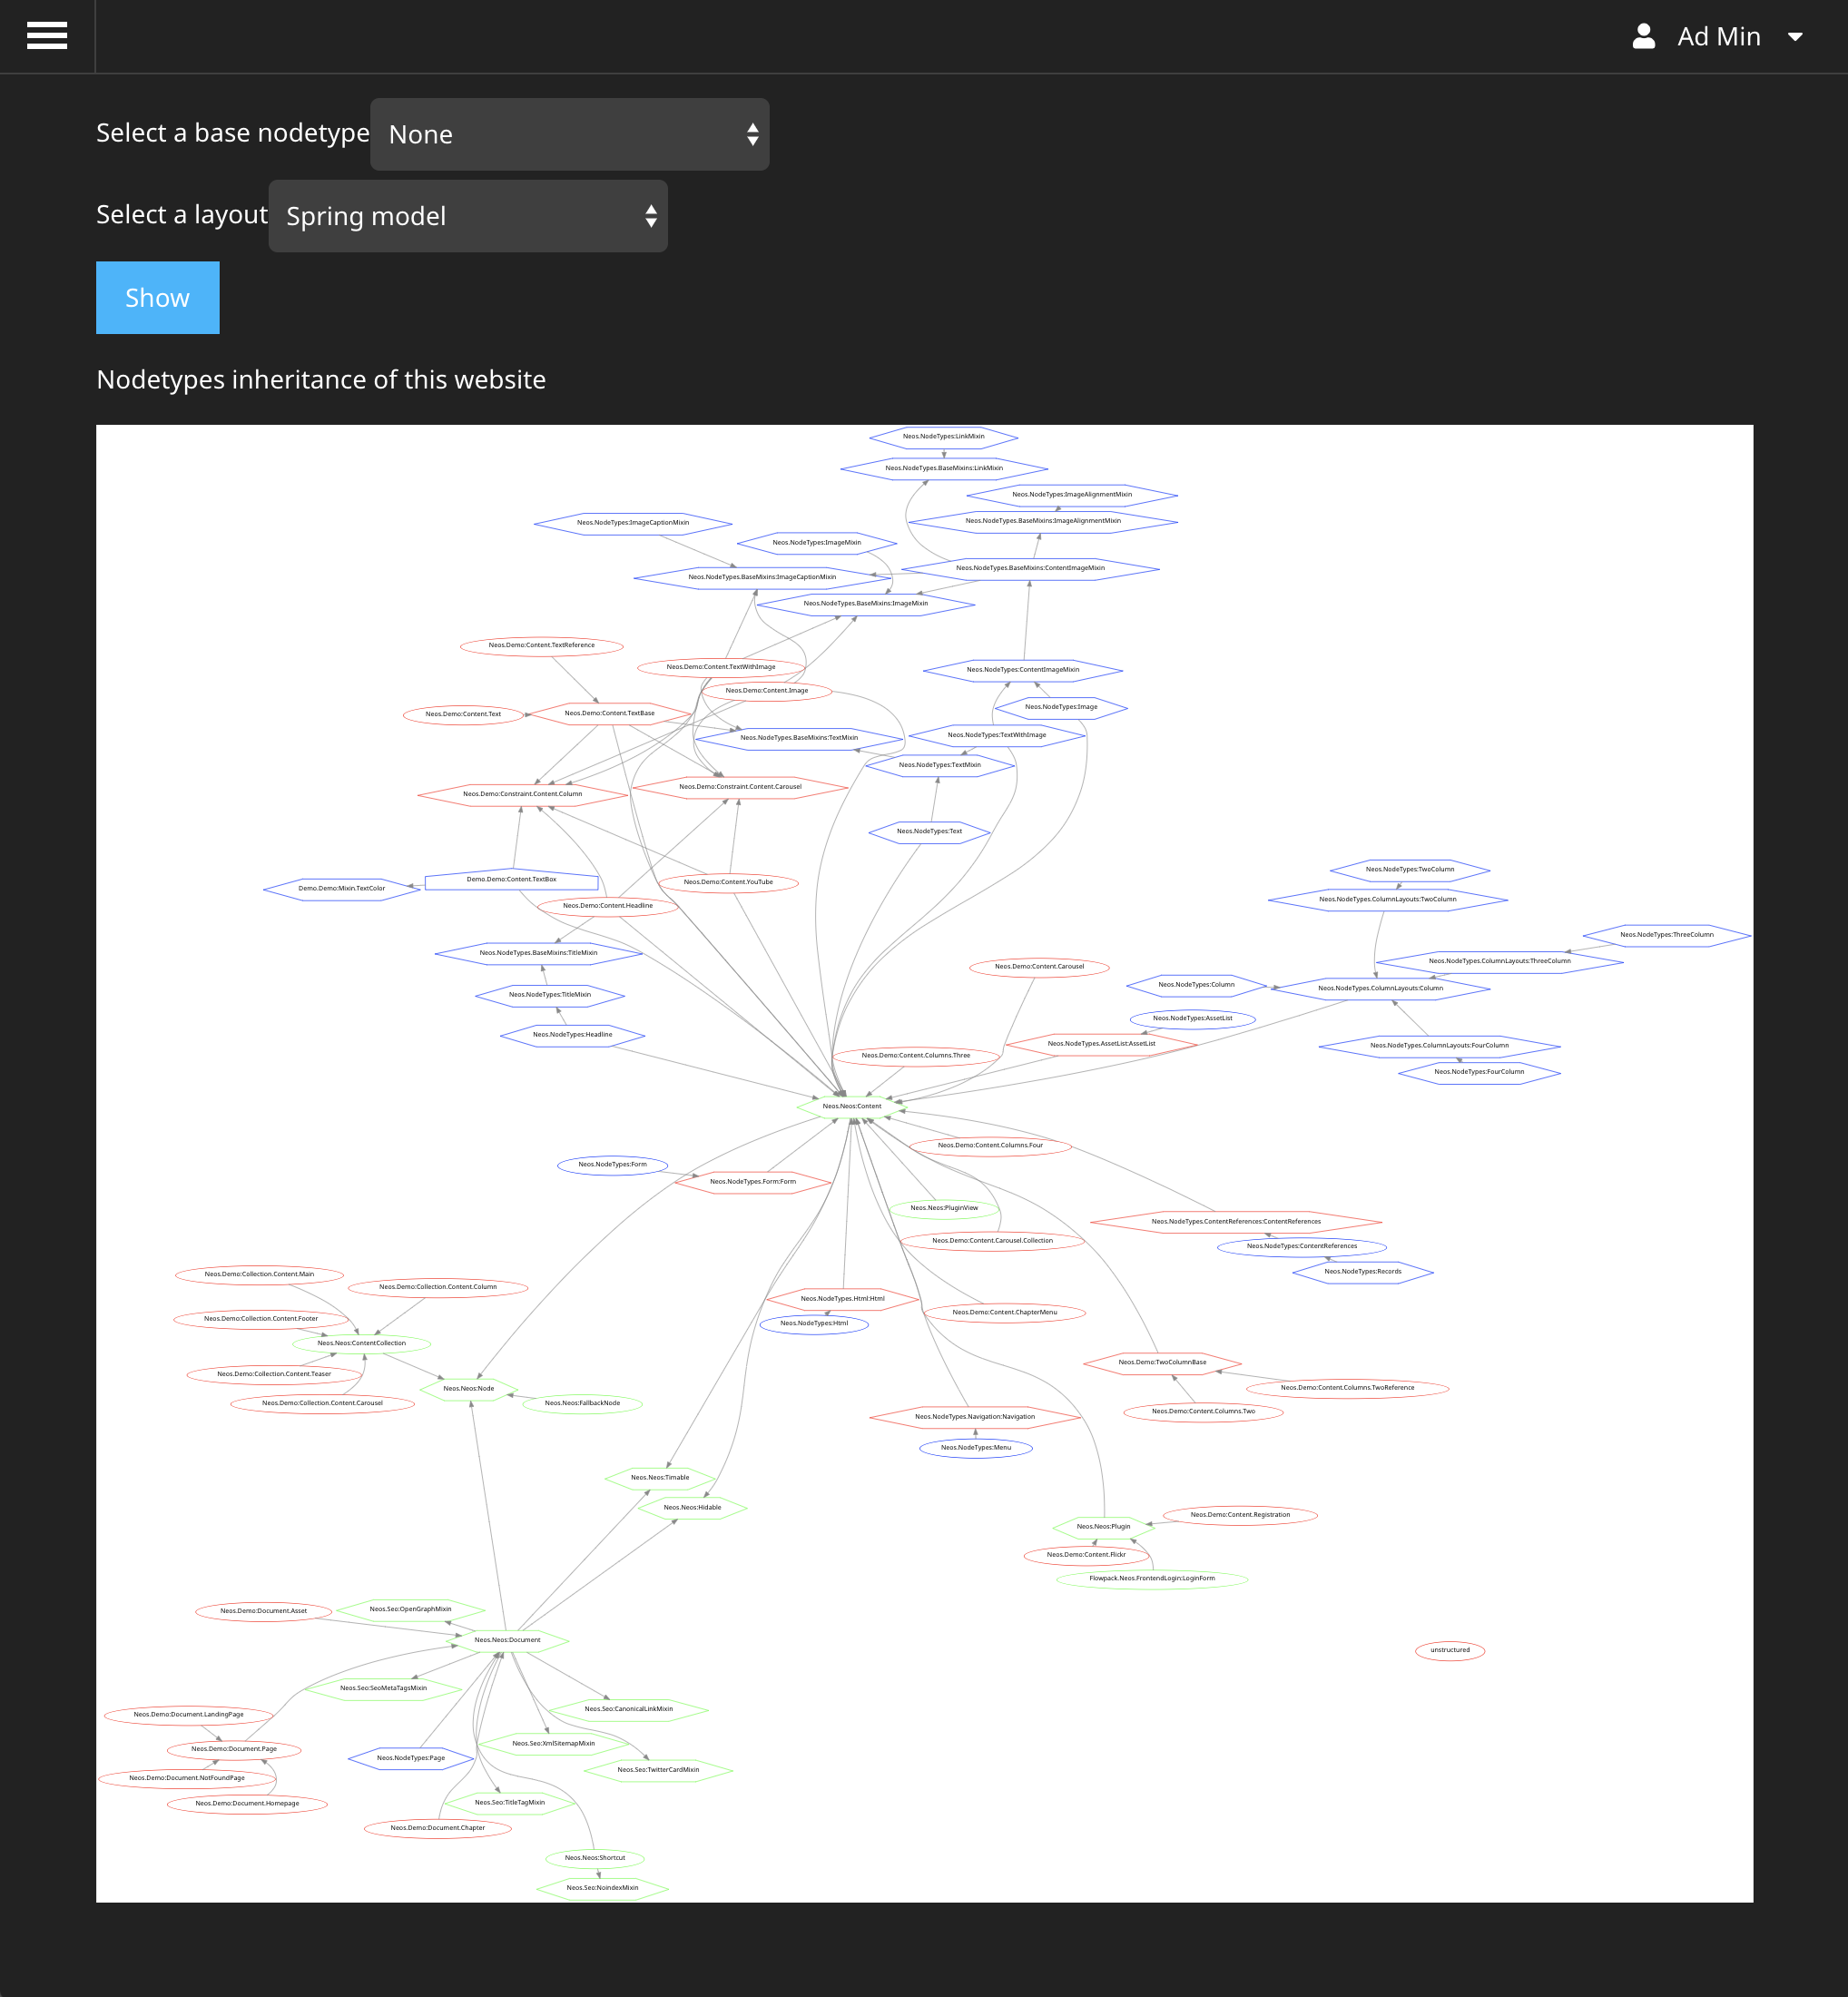 Ad Min
Select a base nodetype
None
Select a layout
Spring model
Show
Nodetypes inheritance of this website
Neos.NodeTypes:LinkMixin
Neos.NodeTypes.BaseMixins:LinkMixin
Neos.NodeTypes:ImageAlignmentMixin
Neos.NodeTypes.BaseMixins:ImageAlignmentMixin
Neos.NodeTypes:ImageCaptionMixin
Neos.NodeTypes:ImageMixin
Neos.NodeTypes.BaseMixins:ContentImageMixin
Neos.NodeTypes.BaseMixins:ImageCaptionMixin
Neos.NodeTypes.BaseMixins:ImageMixin
Neos.Demo:Content.TextReference
Neos.Demo:Content.TextWithImage
Neos.NodeTypes:ContentImageMixin
Neos.Demo:Content.Image
Neos.NodeTypes:Image
Neos.Demo:Content.Text
Neos.Demo:Content.TextBase
Neos.NodeTypes.BaseMixins:TextMixin
Neos.NodeTypes:TextWithImage
Neos.NodeTypes:TextMixin
Neos.Demo:Constraint.Content.Column
Neos.Demo:Constraint.Content.Carousel
Neos.NodeTypes:Text
Neos.NodeTypes:TwoColumn
Demo.Demo:Mixin.TextColor
Demo.Demo:Content.TextBox
Neos.Demo:Content.YouTube
Neos.NodeTypes.ColumnLayouts:TwoColumn
Neos.Demo:Content.Headline
Neos.NodeTypes:ThreeColumn
Neos.NodeTypes.BaseMixins:TitleMixin
Neos.NodeTypes.ColumnLayouts:ThreeColumn
Neos.Demo:Content.Carousel
Neos.NodeTypes:Column
Neos.NodeTypes.ColumnLayouts:Column
Neos.NodeTypes:TitleMixin
Neos.NodeTypes:AssetList
Neos.NodeTypes:Headline
Neos.NodeTypes.AssetList:AssetList
Neos.NodeTypes.ColumnLayouts:FourColumn
Neos.Demo:Content.Columns.Three
Neos.NodeTypes:FourColumn
Neos.Neos:Content
Neos.Demo:Content.Columns.Four
Neos.NodeTypes:Form
Neos.NodeTypes.Form:Form
Neos.Neos:PluginView
Neos.NodeTypes.ContentReferences:ContentReferences
Neos.Demo:Content.Carousel.Collection
Neos.NodeTypes:ContentReferences
Neos.NodeTypes:Records
Neos.Demo:Collection.Content.Main
Neos.Demo:Collection.Content.Column
Neos.NodeTypes.Html:Html
Neos.Demo:Content.ChapterMenu
Neos.Demo:Collection.Content.Footer
Neos.NodeTypes:Html
Neos.Neos:ContentCollection
Neos.Demo:TwoColumnBase
Neos.Demo:Collection.Content.Teaser
Neos.Neos:Node
Neos.Demo:Content.Columns.TwoReference
Neos.Demo:Collection.Content.Carousel
Neos.Neos:FallbackNode
Neos.Demo:Content.Columns.Two
Neos.NodeTypes.Navigation:Navigation
Neos.NodeTypes:Menu
Neos.Neos:Timable
Neos.Neos:Hidable
Neos.Demo:Content.Registration
Neos.Neos:Plugin
Neos.Demo:Content.Flickr
Flowpack.Neos.FrontendLogin:LoginForm
Neos.Demo:Document.Asset
Neos.Seo:OpenGraphMixin
Neos.Neos:Document
unstructured
Neos.Seo:SeoMetaTagsMixin
Neos.Seo:CanonicalLinkMixin
Neos.Demo:Document.LandingPage
Neos.Seo:XmlSitemapMixin
Neos.Demo:Document.Page
Neos.NodeTypes:Page
Neos.Seo:TwitterCardMixin
Neos.Demo:Document.NotFoundPage
Neos.Demo:Document.Homepage
Neos.Seo:TitleTagMixin
Neos.Demo:Document.Chapter
Neos.Neos:Shortcut
Neos.Seo:NoindexMixin